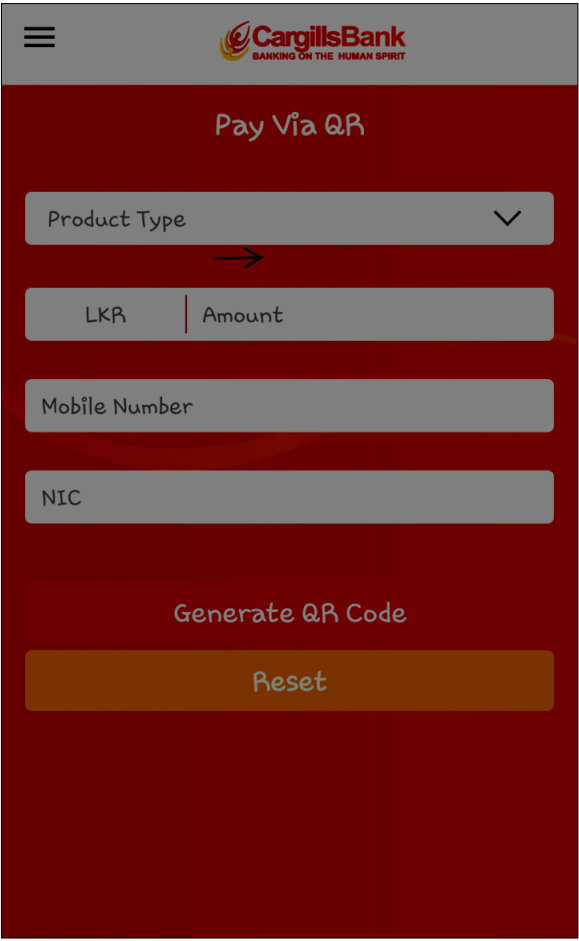 CargillsBank
BANKING ON THE HUMAN SPIRIT
Pay Via QR
Product Type
LKR Amount
Mobile Number
NIC
Generate QR Code
Reset